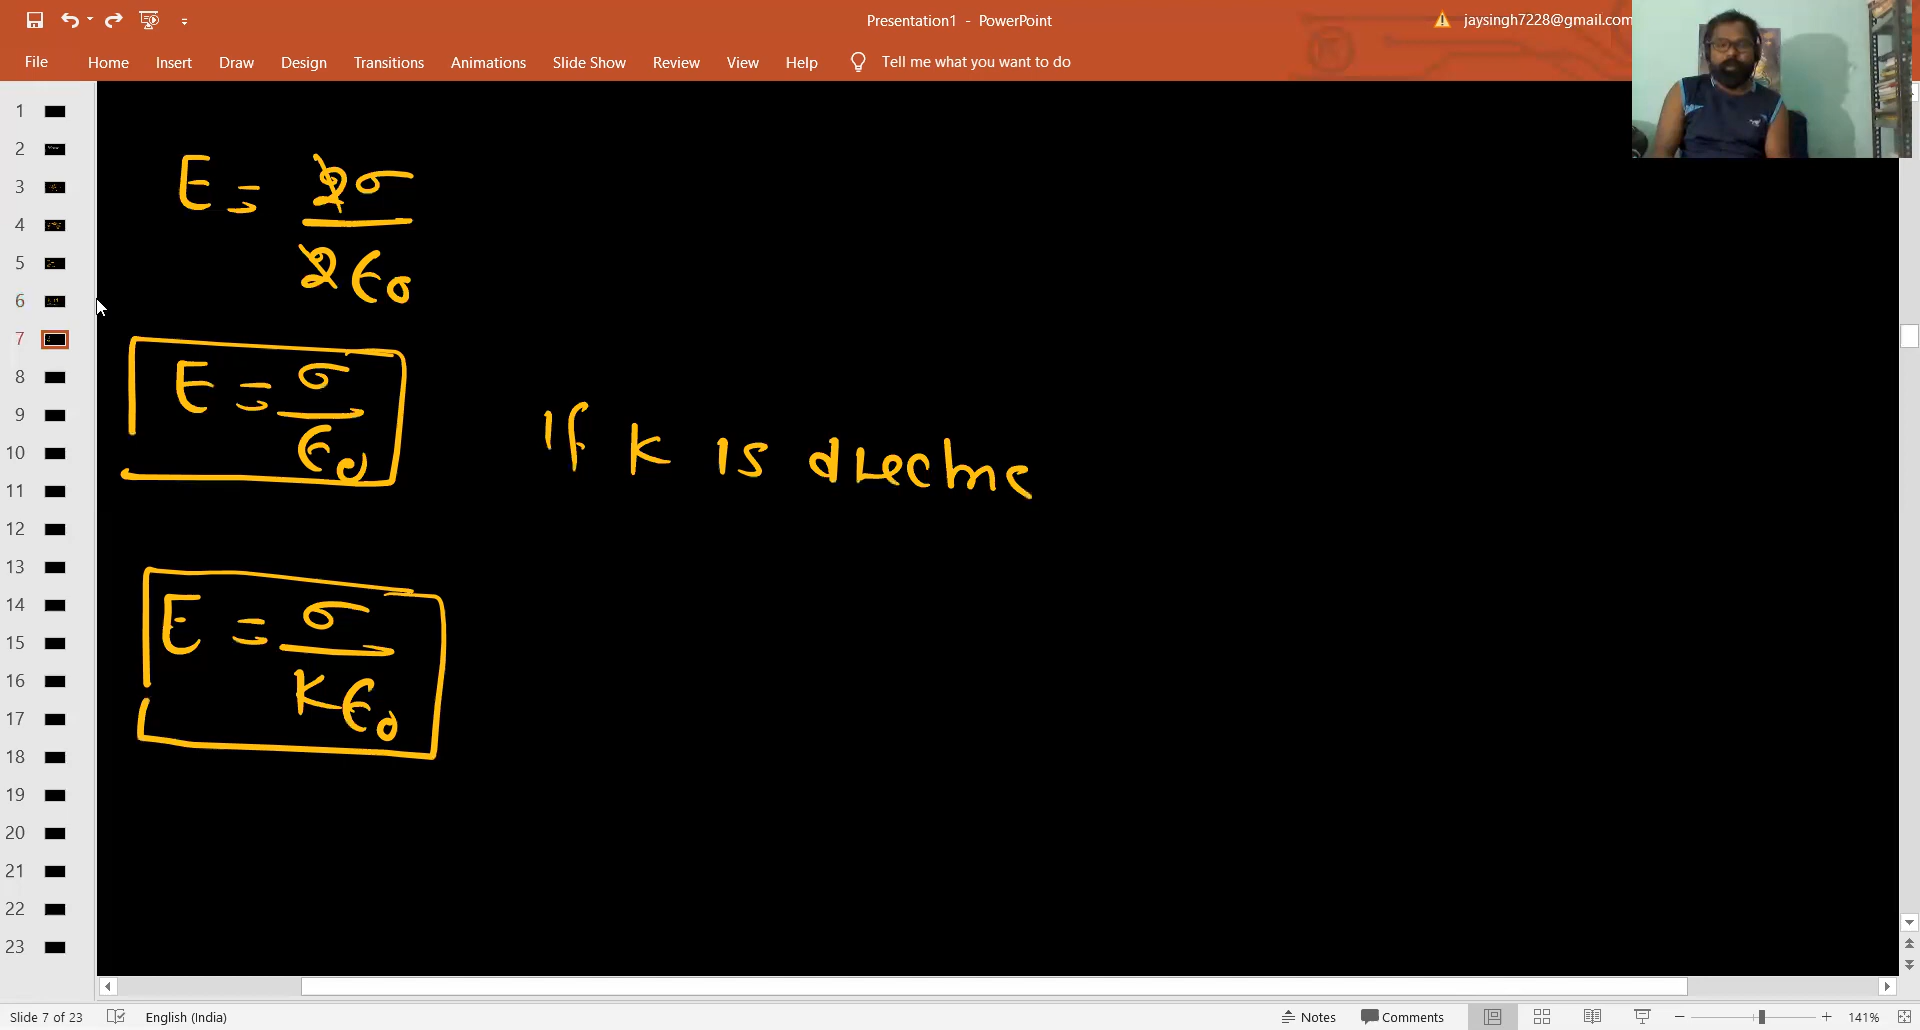 Presentation1 - PowerPoint
jaysingh7228@gmail.com
File Home Insert Draw Design Transitions Animations Slide Show Review View Help Tell me what you want to do
1
2
3
4
5
6
7
8
9
10
11
12
13
14
15
16
17
18
19
20
21
22
23
E = 2σ
2ϵ0
E = σ
ϵ0
If K is
E = σ
Kϵ0
Slide 7 of 23 English (India) Notes Comments 141%